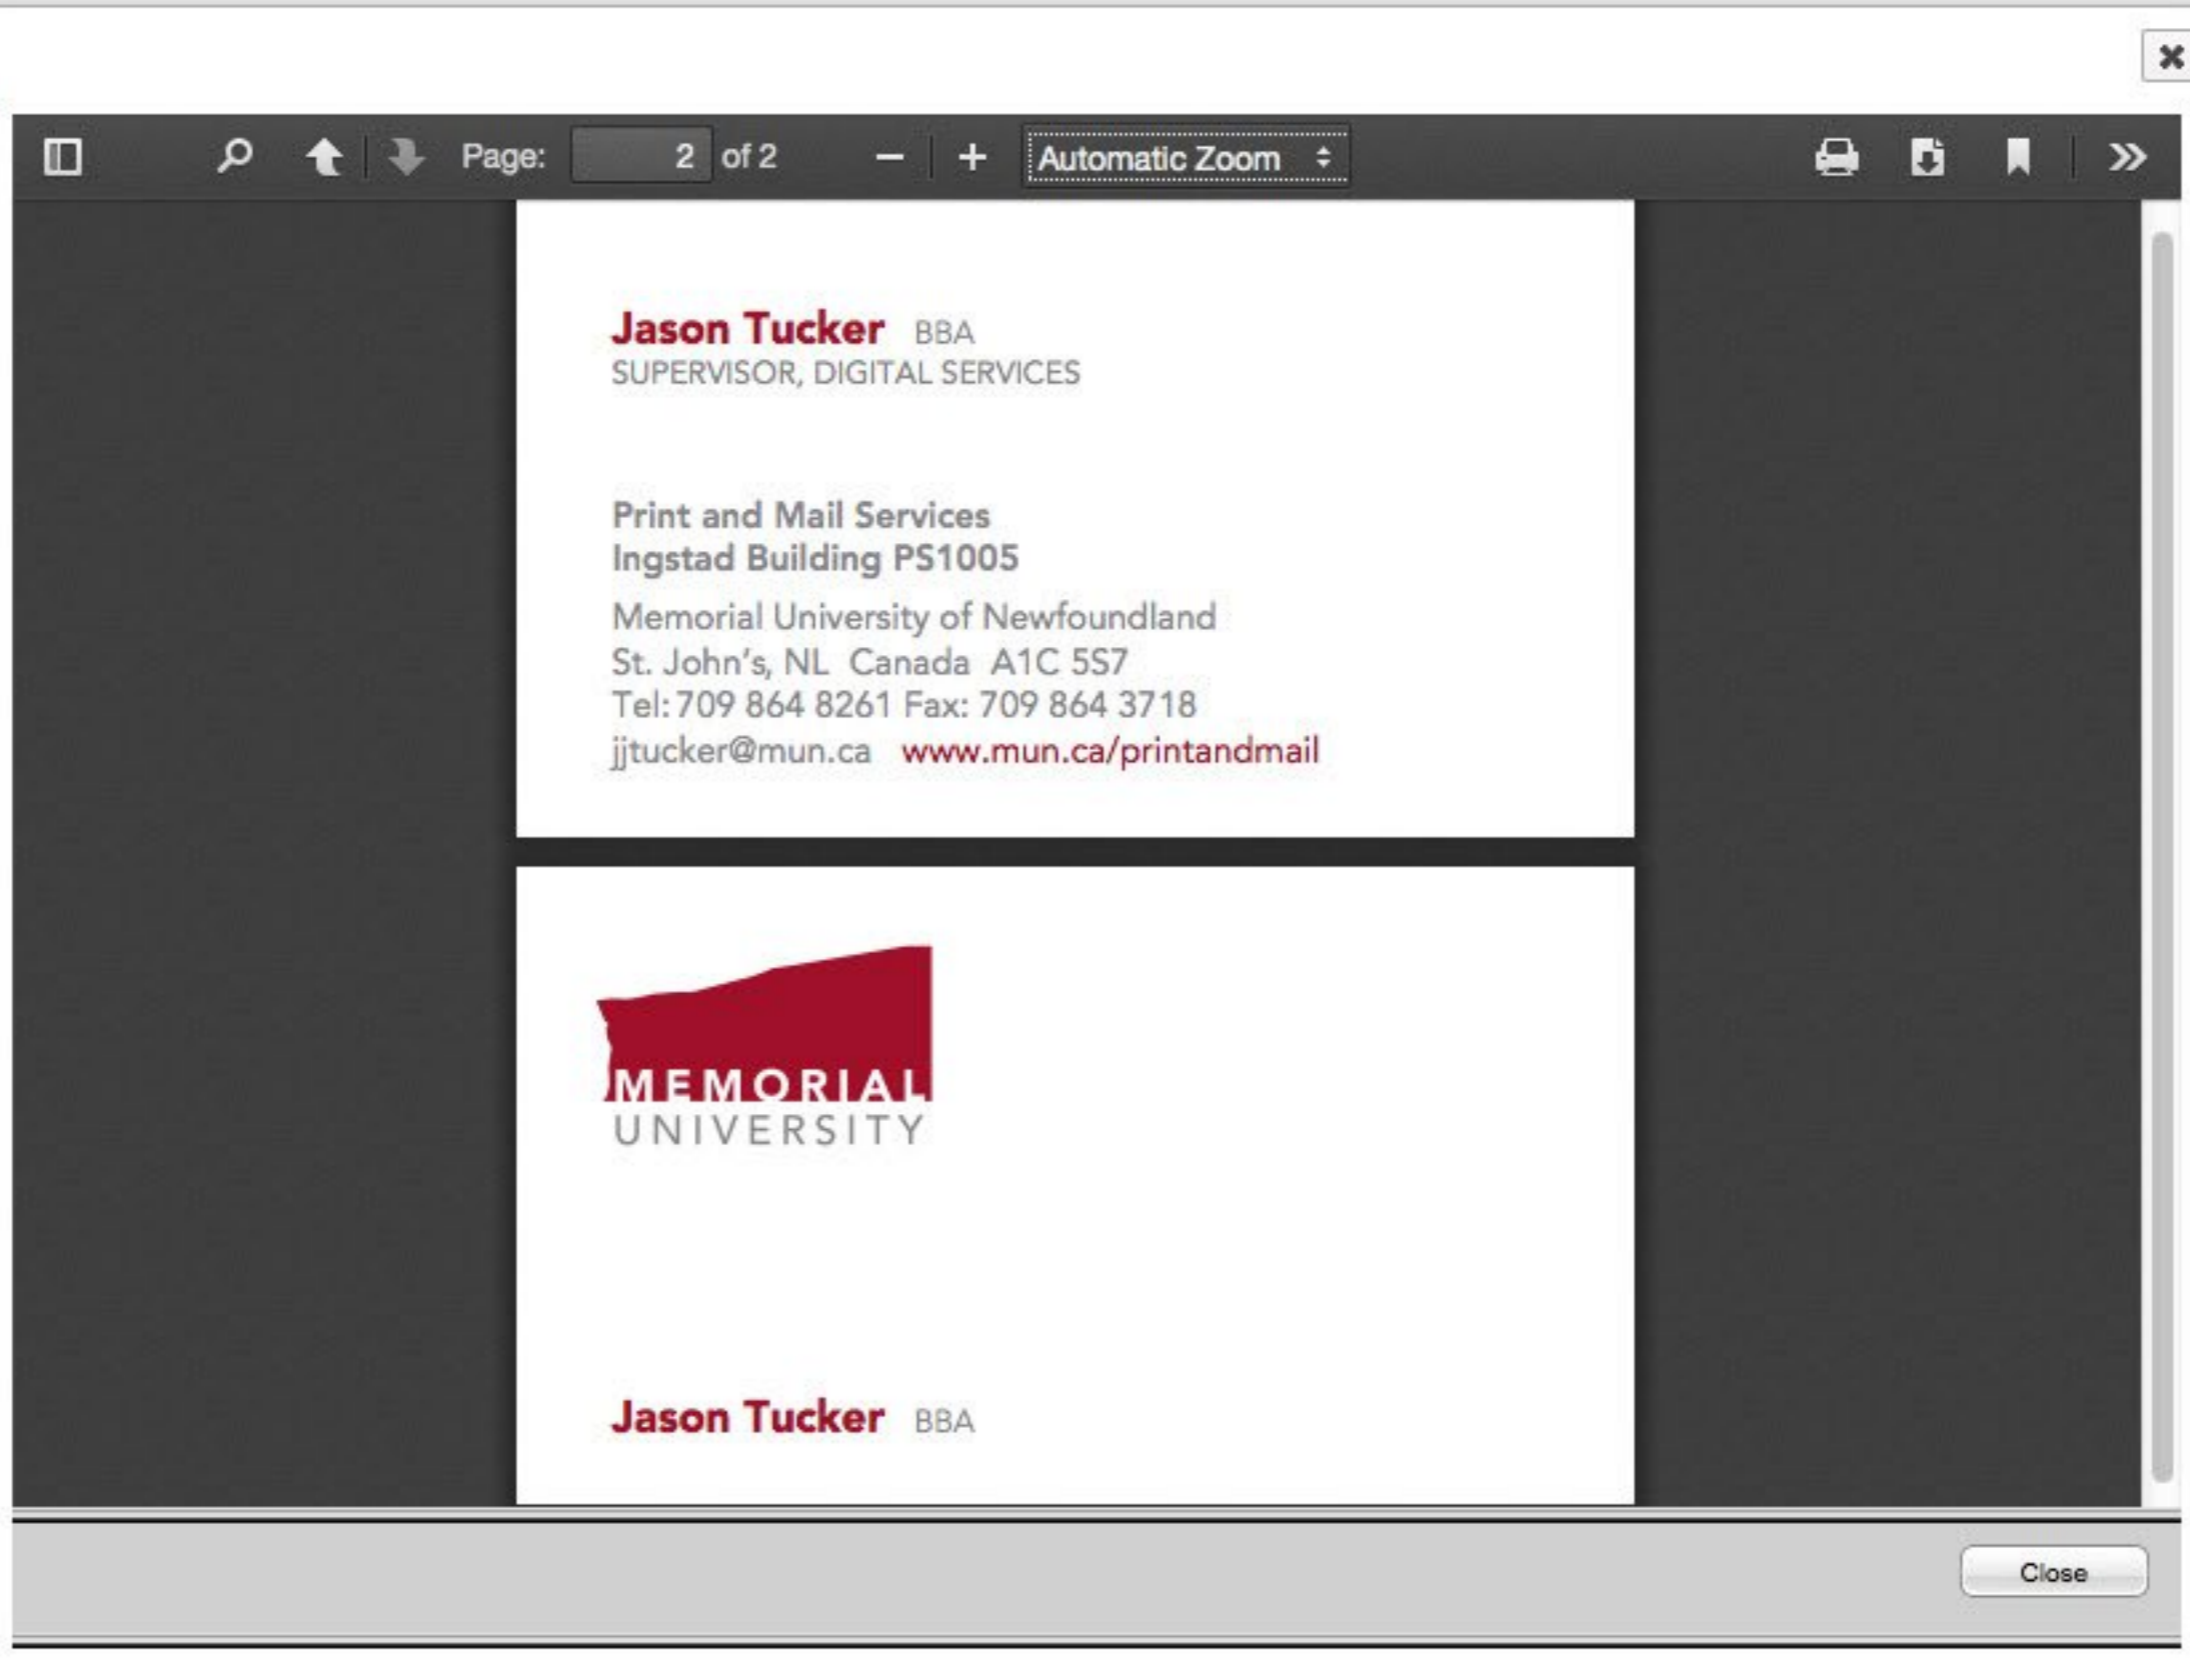 Page: 2 of 2 Automatic Zoom
Jason Tucker BBA
SUPERVISOR, DIGITAL SERVICES
Print and Mail Services
Ingstad Building PS1005
Memorial University of Newfoundland
St. John's, NL Canada A1C 5S7
Tel: 709 864 8261 Fax: 709 864 3718
jjtucker@mun.ca www.mun.ca/printandmail
MEMORIAL
UNIVERSITY
Jason Tucker BBA
Close